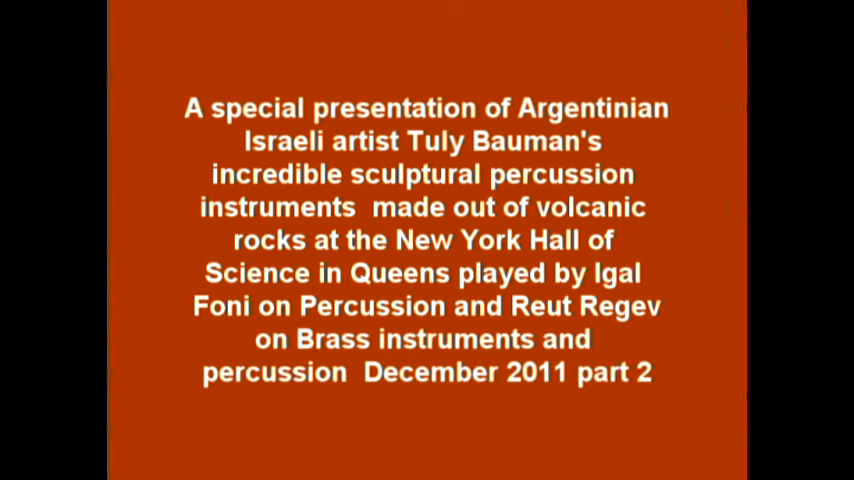 A special presentation of Argentinian
Israeli artist Tuly Bauman's
incredible sculptural percussion
instruments  made out of volcanic
rocks at the New York Hall of
Science in Queens played by Igal
Foni on Percussion and Reut Regev
on Brass instruments and
percussion  December 2011 part 2